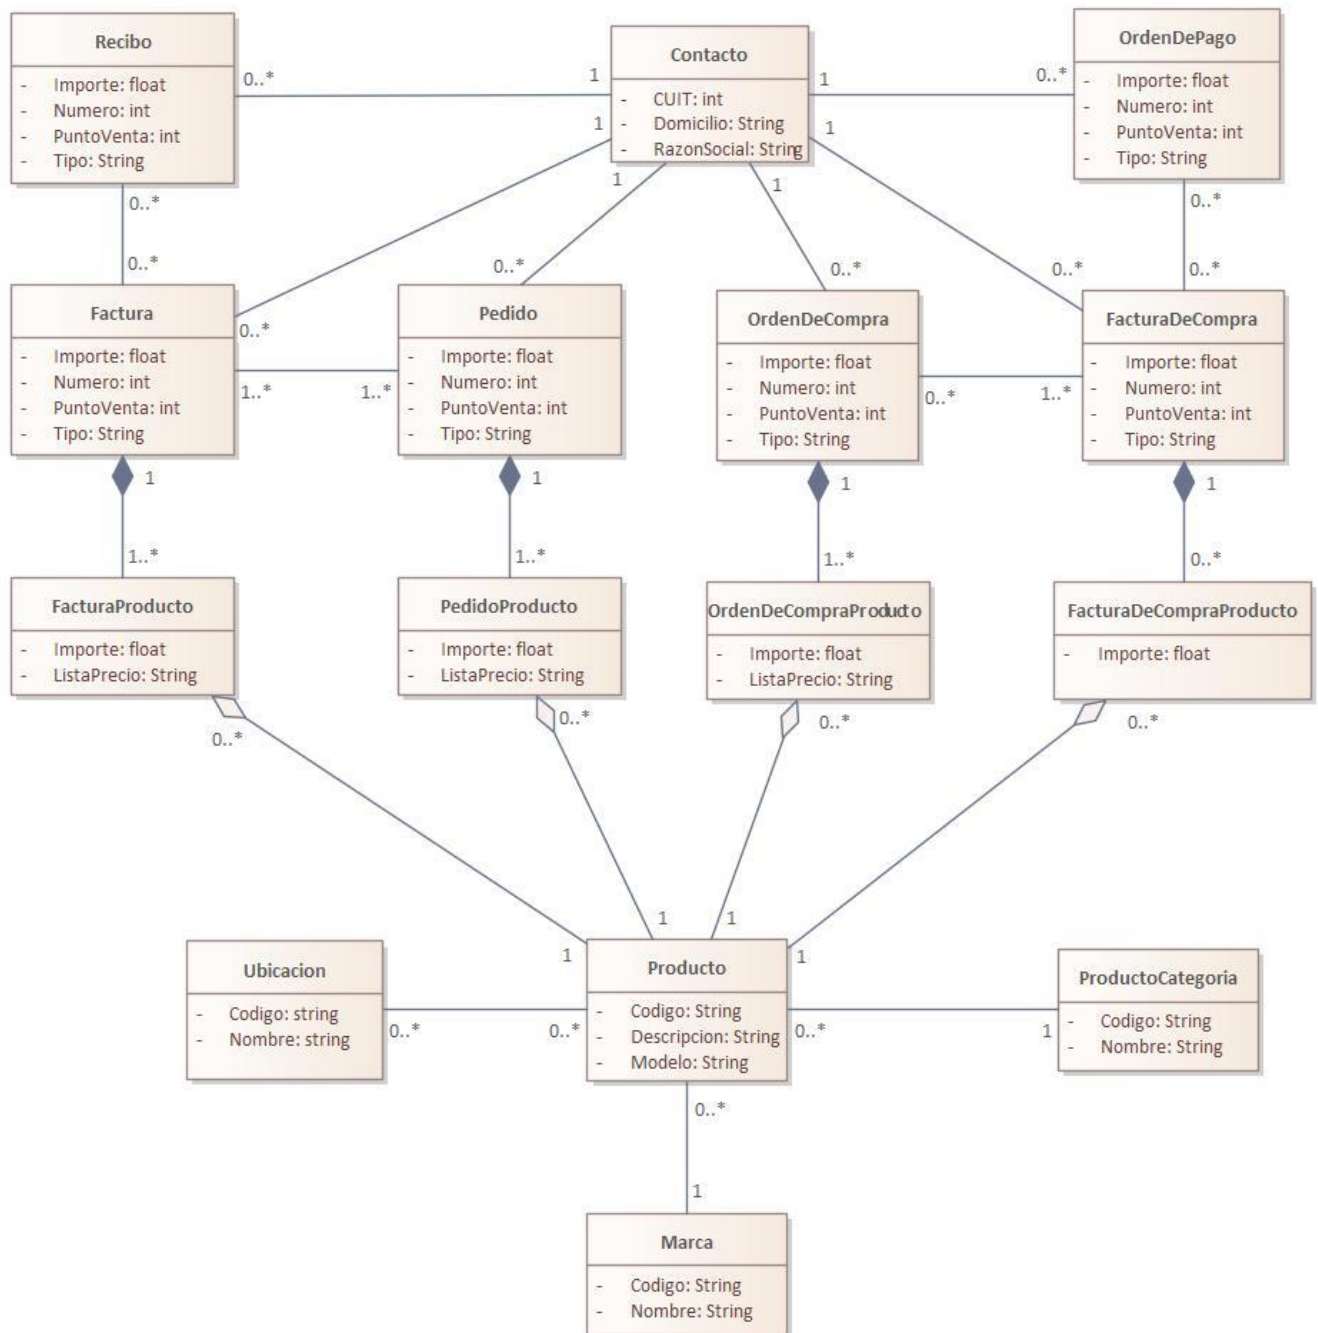 Recibo
- Importe: float
- Numero: int
- PuntoVenta: int
- Tipo: String
0..*
1
Contacto
- CUIT: int
- Domicilio: String
- RazonSocial: String
1
0..*
OrdenDePago
- Importe: float
- Numero: int
- PuntoVenta: int
- Tipo: String
1
1
1
1
0..*
0..*
0..*
0..*
0..*
0..*
0..*
Factura
- Importe: float
- Numero: int
- PuntoVenta: int
- Tipo: String
0..*
1..*
1..*
Pedido
- Importe: float
- Numero: int
- PuntoVenta: int
- Tipo: String
OrdenDeCompra
- Importe: float
- Numero: int
- PuntoVenta: int
- Tipo: String
0..*
1..*
FacturaDeCompra
- Importe: float
- Numero: int
- PuntoVenta: int
- Tipo: String
1
1
1
1
1..*
1..*
1..*
0..*
FacturaProducto
- Importe: float
- ListaPrecio: String
PedidoProducto
- Importe: float
- ListaPrecio: String
OrdenDeCompraProducto
- Importe: float
- ListaPrecio: String
FacturaDeCompraProducto
- Importe: float
0..*
0..*
0..*
0..*
1
1
1
1
Ubicacion
- Codigo: string
- Nombre: string
0..*
0..*
Producto
- Codigo: String
- Descripcion: String
- Modelo: String
0..*
1
ProductoCategoria
- Codigo: String
- Nombre: String
0..*
1
Marca
- Codigo: String
- Nombre: String